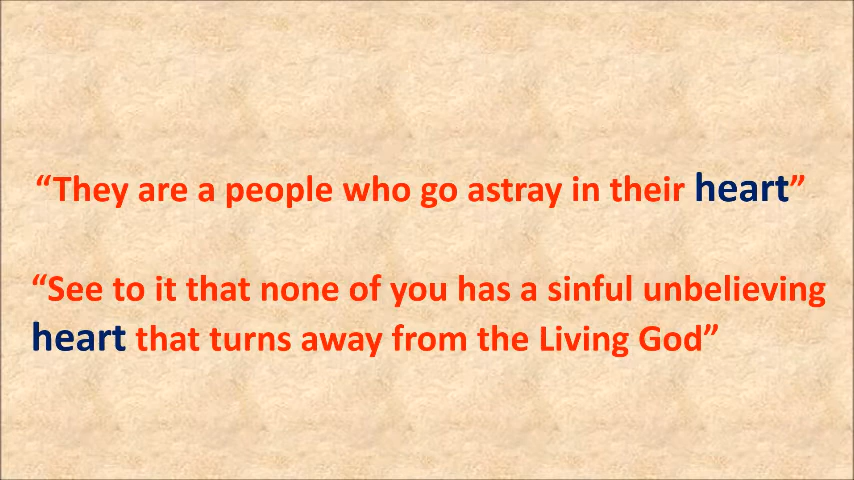 “They are a people who go astray in their heart”
“See to it that none of you has a sinful unbelieving
heart that turns away from the Living God”